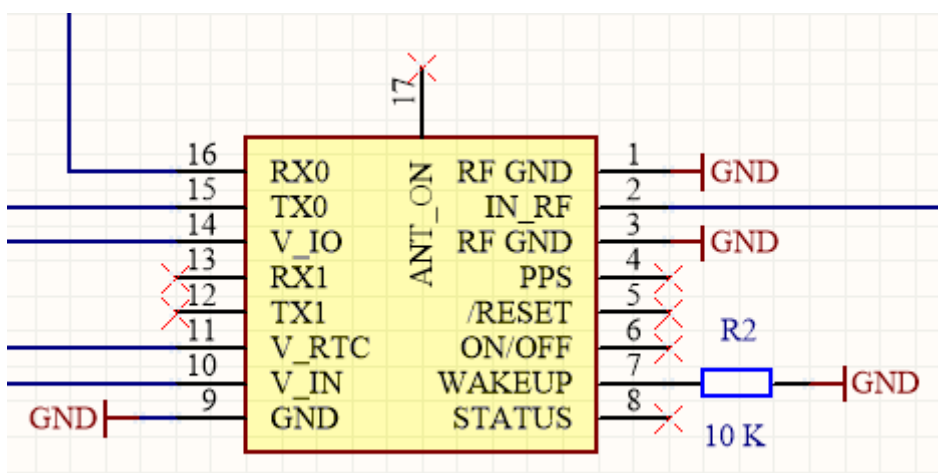 17
ANT_ON
16 RX0 RF GND 1 GND
15 TX0 IN_RF 2
14 V_IO RF GND 3 GND
13 RX1 PPS 4
12 TX1 /RESET 5
11 V_RTC ON/OFF 6 R2
10 V_IN WAKEUP 7 GND
GND 9 GND STATUS 8 10 K